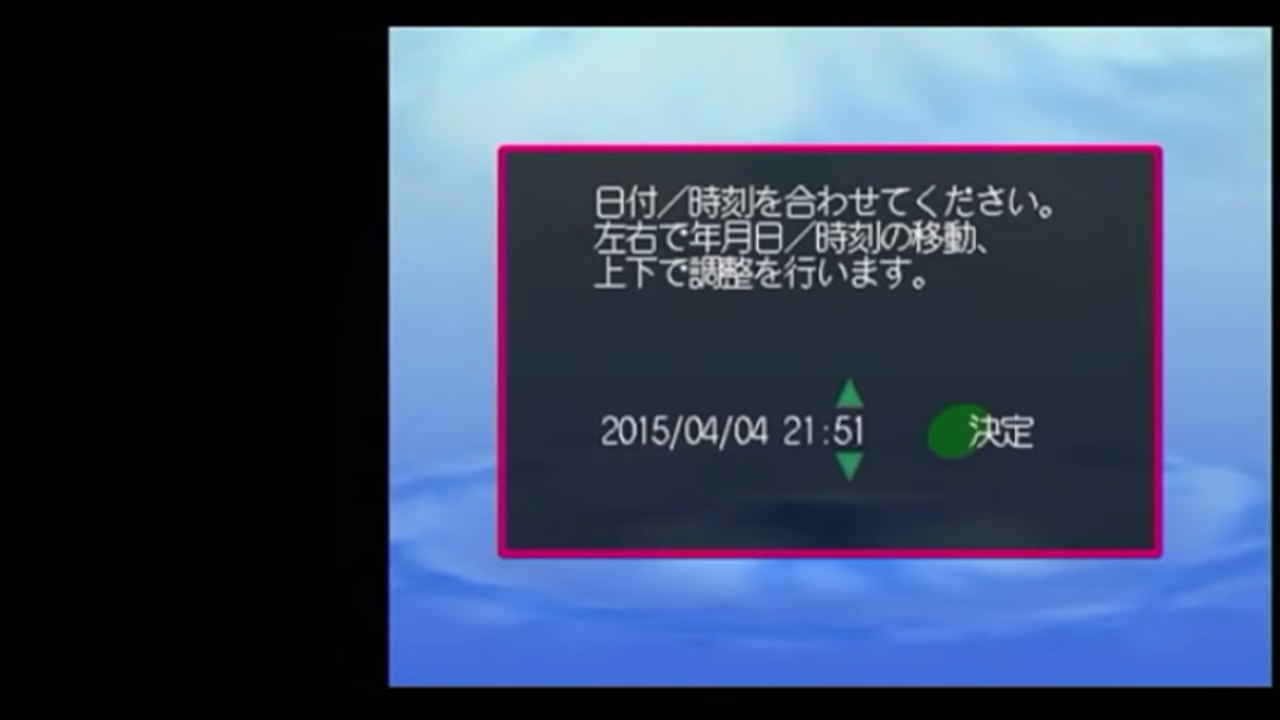 日付／時刻を合わせてください。
左右で年月日／時刻の移動、
上下で調整を行います。
2015/04/04 21:51 決定